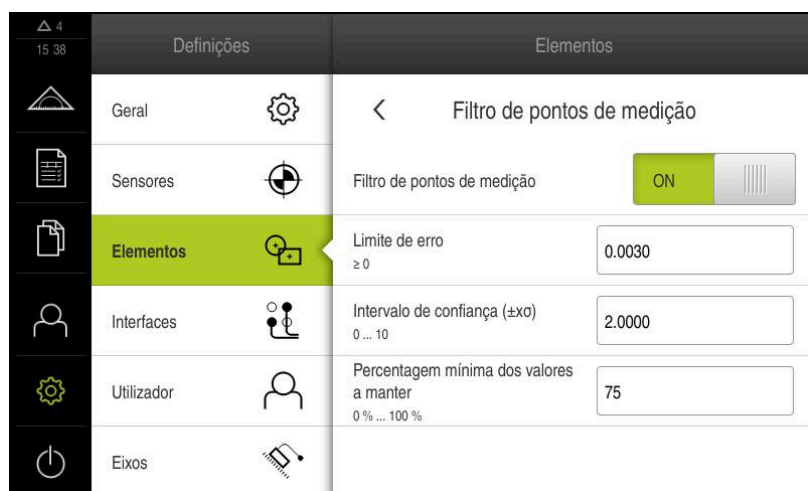 △ 4
15 38
Definições
Elementos
Geral
Sensores
Elementos
Interfaces
Utilizador
Eixos
Filtro de pontos de medição
Filtro de pontos de medição
ON
Limite de erro
≥ 0
0.0030
Intervalo de confiança (±xσ)
0 ... 10
2.0000
Percentagem mínima dos valores
a manter
0 % ... 100 %
75